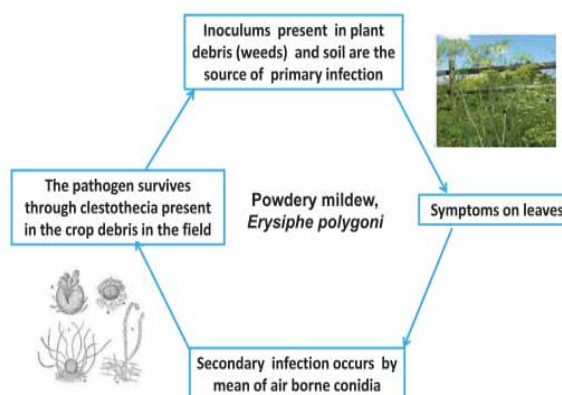 Inoculums present in plant
debris (weeds) and soil are the
source of primary infection
The pathogen survives
through clestothecia present
in the crop debris in the field
Powdery mildew,
Erysiphe polygoni
Symptoms on leaves
Secondary infection occurs by
mean of air borne conidia